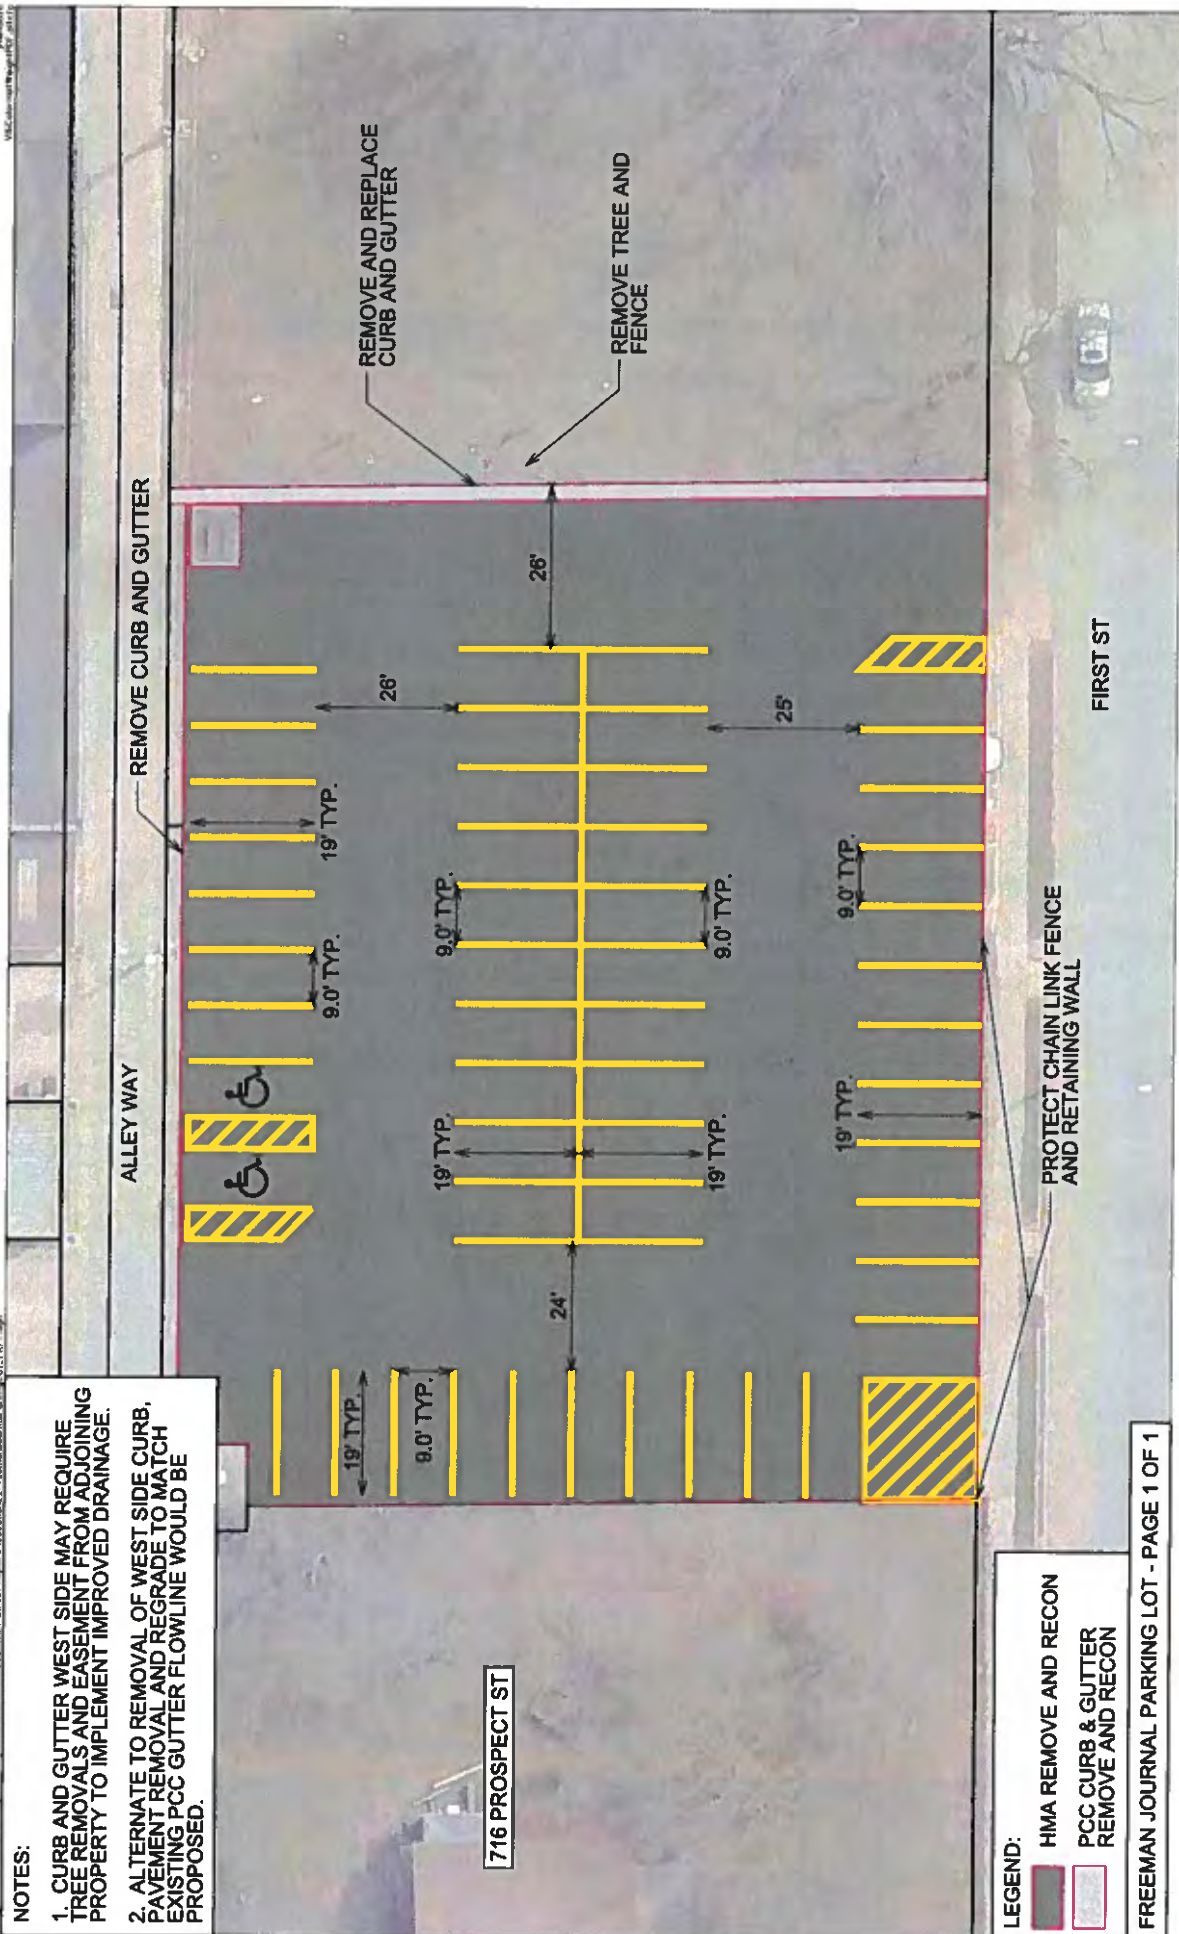 NOTES:
1. CURB AND GUTTER WEST SIDE MAY REQUIRE
TREE REMOVALS AND EASEMENT FROM ADJOINING
PROPERTY TO IMPLEMENT IMPROVED DRAINAGE.
2. ALTERNATE TO REMOVAL OF WEST SIDE CURB,
PAVEMENT REMOVAL AND REGRADE TO MATCH
EXISTING PCC GUTTER FLOWLINE WOULD BE
PROPOSED.
ALLEY WAY
REMOVE CURB AND GUTTER
REMOVE AND REPLACE
CURB AND GUTTER
REMOVE TREE AND
FENCE
9.0' TYP.
19' TYP.
26'
26'
19' TYP.
9.0' TYP.
24'
19' TYP.
9.0' TYP.
19' TYP.
9.0' TYP.
25'
19' TYP.
9.0' TYP.
716 PROSPECT ST
PROTECT CHAIN LINK FENCE
AND RETAINING WALL
FIRST ST
LEGEND:
HMA REMOVE AND RECON
PCC CURB & GUTTER
REMOVE AND RECON
FREEMAN JOURNAL PARKING LOT - PAGE 1 OF 1